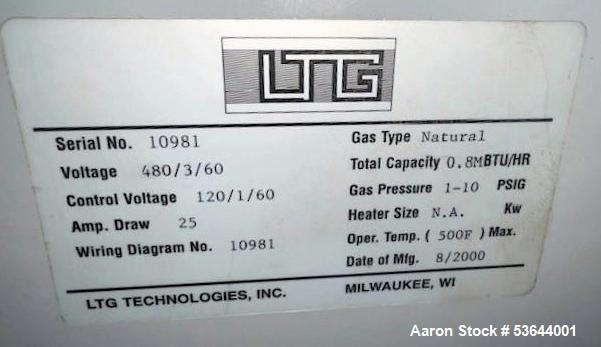 LTG
Serial No. 10981
Voltage 480/3/60
Control Voltage 120/1/60
Amp. Draw 25
Wiring Diagram No. 10981
Gas Type Natural
Total Capacity 0.8MBTU/HR
Gas Pressure 1-10 PSIG
Heater Size N.A. Kw
Oper. Temp. ( 500F ) Max.
Date of Mfg. 8/2000
LTG TECHNOLOGIES, INC. MILWAUKEE, WI
Aaron Stock # 53644001